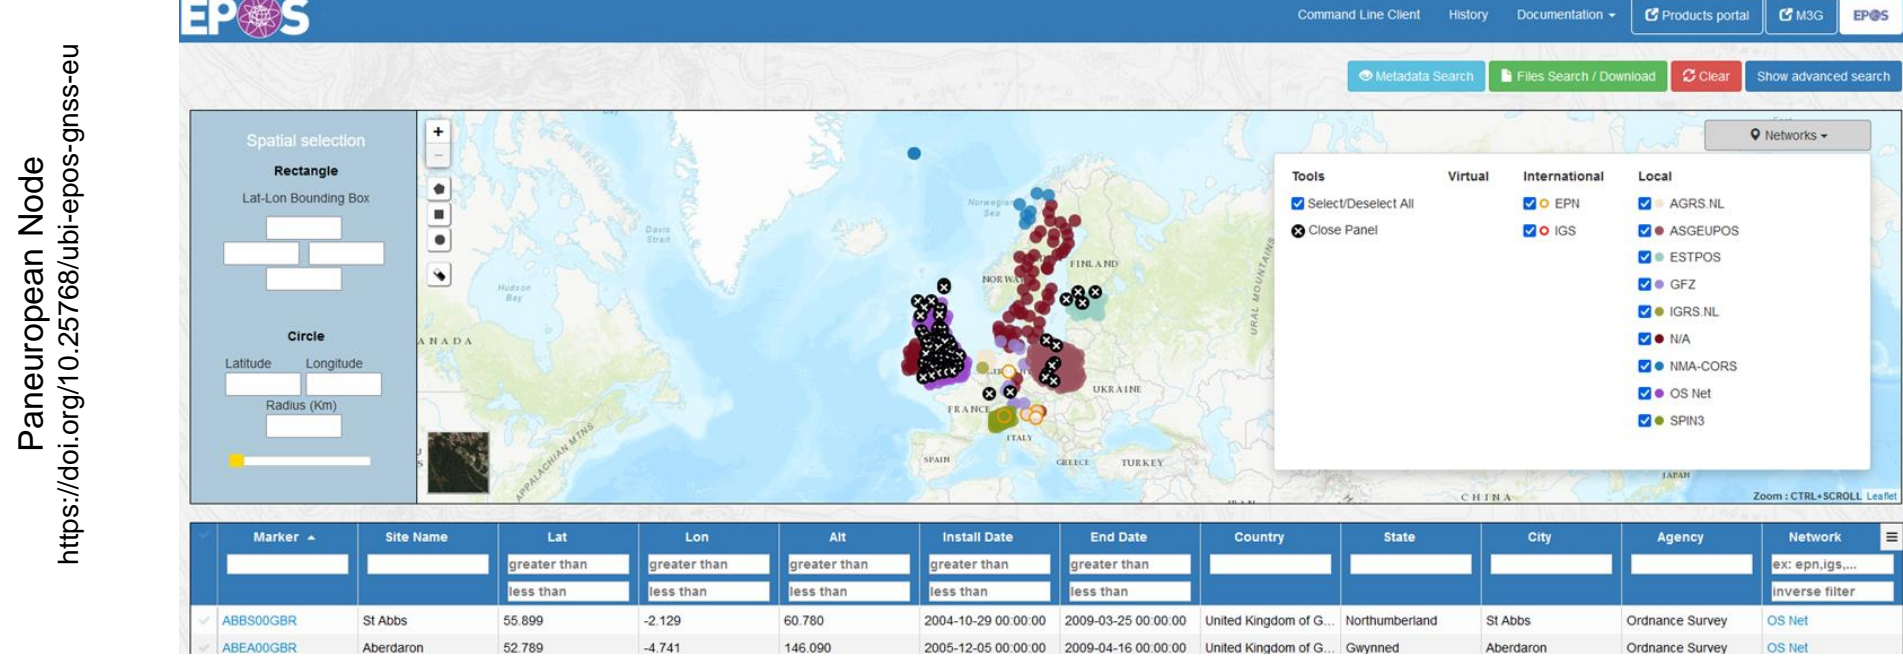 Paneuropean Node
https://doi.org/10.25768/ubi-epos-gnss-eu
EPOS
Command Line Client
History
Documentation
Products portal
M3G
EPOS
Metadata Search
Files Search / Download
Clear
Show advanced search
Spatial selection
Rectangle
Lat-Lon Bounding Box
Circle
Latitude Longitude
Radius (Km)
+
−
Networks
Tools
Virtual
International
Local
Select/Deselect All
EPN
AGRS.NL
Close Panel
IGS
ASGEUPOS
ESTPOS
GFZ
IGRS.NL
N/A
NMA-CORS
OS Net
SPIN3
Norwegian
Sea
Davis
Strait
Hudson
Bay
FINLAND
NORWA
URAL MOUNTAINS
ANADA
UKRAINE
FRANCE
ITALY
APPALACHIAN MTNS
SPAIN
GREECE
TURKEY
JAPAN
CHINA
Zoom : CTRL+SCROLL Leaflet
Marker Site Name Lat Lon Alt Install Date End Date Country State City Agency Network
greater than greater than greater than greater than greater than ex: epn,igs,...
less than less than less than less than less than inverse filter
ABBS00GBR St Abbs 55.899 -2.129 60.780 2004-10-29 00:00:00 2009-03-25 00:00:00 United Kingdom of G... Northumberland St Abbs Ordnance Survey OS Net
ABEA00GBR Aberdaron 52.789 -4.741 146.090 2005-12-05 00:00:00 2009-04-16 00:00:00 United Kingdom of G... Gwynned Aberdaron Ordnance Survey OS Net